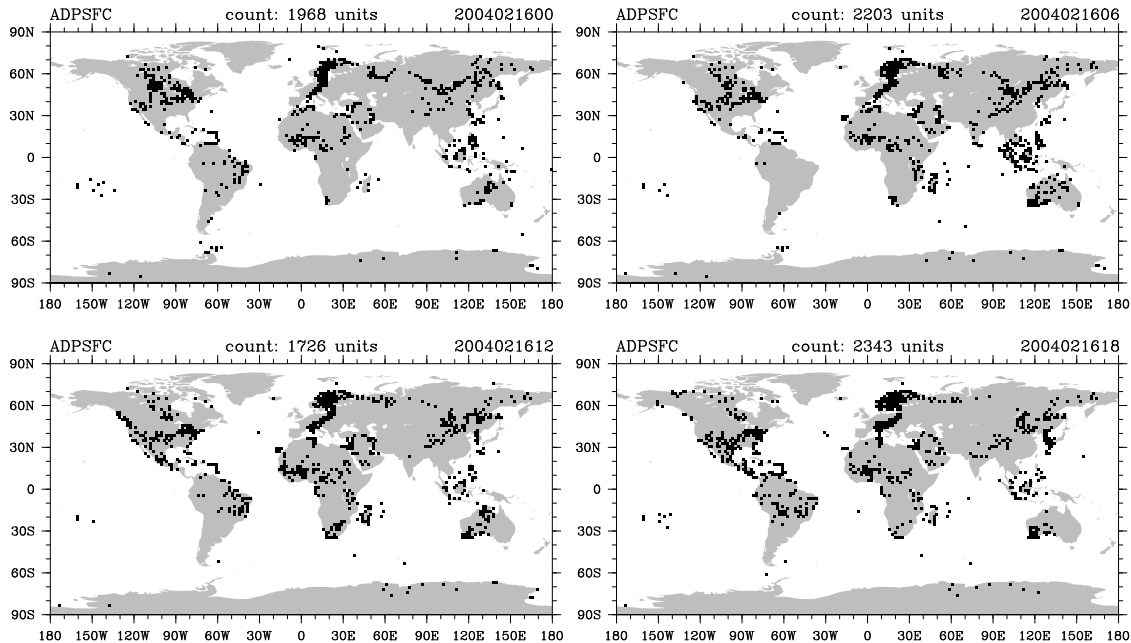 ADPSFC count: 1968 units 2004021600
90N
60N
30N
0
30S
60S
90S
180 150W 120W 90W 60W 30W 0 30E 60E 90E 120E 150E 180
ADPSFC count: 2203 units 2004021606
90N
60N
30N
0
30S
60S
90S
180 150W 120W 90W 60W 30W 0 30E 60E 90E 120E 150E 180
ADPSFC count: 1726 units 2004021612
90N
60N
30N
0
30S
60S
90S
180 150W 120W 90W 60W 30W 0 30E 60E 90E 120E 150E 180
ADPSFC count: 2343 units 2004021618
90N
60N
30N
0
30S
60S
90S
180 150W 120W 90W 60W 30W 0 30E 60E 90E 120E 150E 180